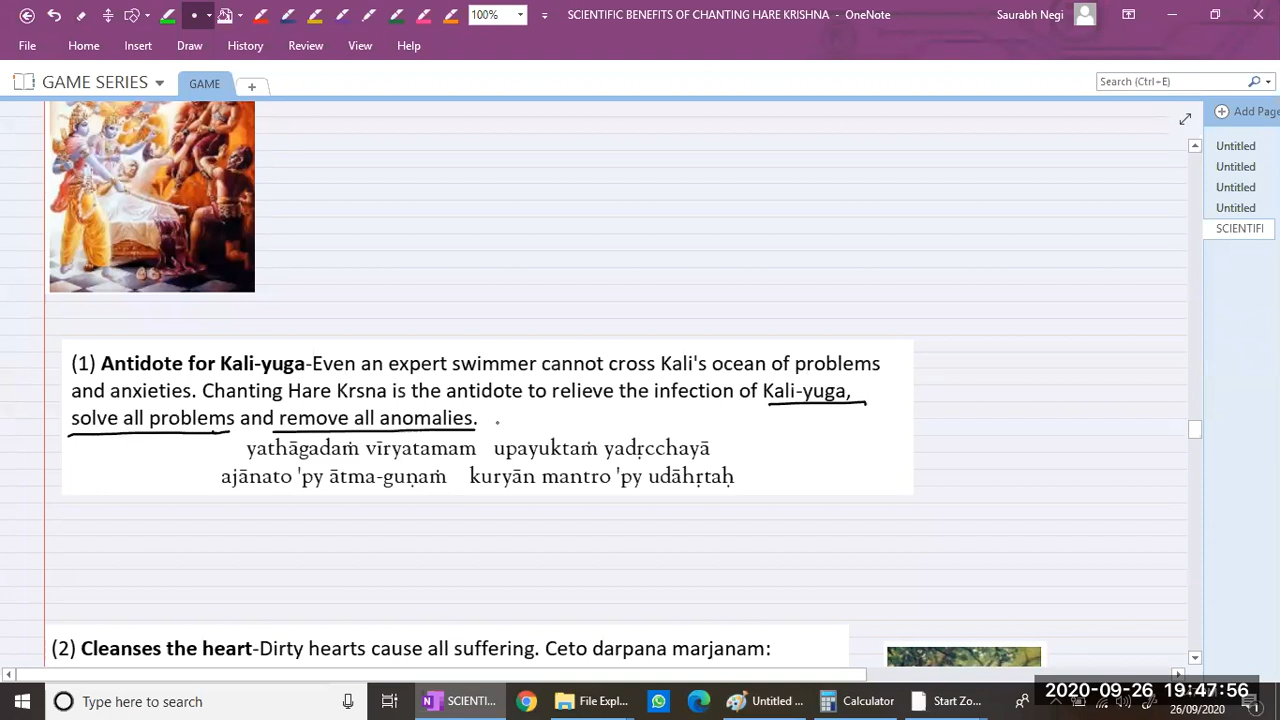 100%
SCIENTIFIC BENEFITS OF CHANTING HARE KRISHNA - OneNote
Saurabh Negi
File Home Insert Draw History Review View Help
GAME SERIES GAME
Search (Ctrl+E)
Add Page
Untitled
Untitled
Untitled
Untitled
SCIENTIFI
(1) Antidote for Kali-yuga-Even an expert swimmer cannot cross Kali's ocean of problems
and anxieties. Chanting Hare Krsna is the antidote to relieve the infection of Kali-yuga,
solve all problems and remove all anomalies.
yathāgadaṁ vīryatamam upayuktaṁ yadṛcchayā
ajānato 'py ātma-guṇaṁ kuryān mantro 'py udāhṛtaḥ
(2) Cleanses the heart-Dirty hearts cause all suffering. Ceto darpana marjanam:
Type here to search
SCIENTI... File Expl... Untitled ... Calculator Start Zo...
2020-09-26 19:47:56
26/09/2020